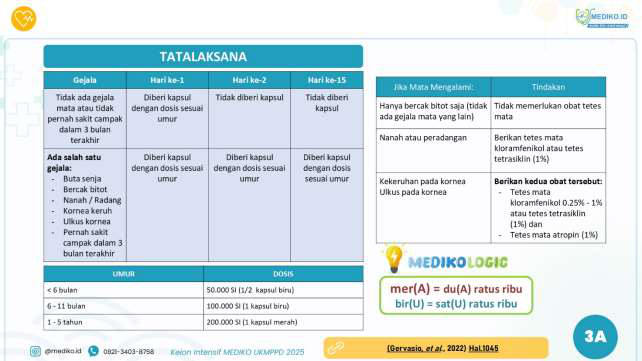 MEDIKO.ID
TATALAKSANA
Gejala
Hari ke-1
Hari ke-2
Hari ke-15
Tidak ada gejala
mata atau tidak
pernah sakit campak
dalam 3 bulan
terakhir
Diberi kapsul
dengan dosis sesuai
umur
Tidak diberi kapsul
Tidak diberi
kapsul
Ada salah satu
gejala:
- Buta senja
- Bercak bitot
- Nanah / Radang
- Kornea keruh
- Ulkus kornea
- Pernah sakit
campak dalam 3
bulan terakhir
Diberi kapsul
dengan dosis sesuai
umur
Diberi kapsul
dengan dosis sesuai
umur
Diberi kapsul
dengan dosis
sesuai umur
UMUR
DOSIS
< 6 bulan
50.000 SI (1/2 kapsul biru)
6 - 11 bulan
100.000 SI (1 kapsul biru)
1 - 5 tahun
200.000 SI (1 kapsul merah)
Jika Mata Mengalami:
Tindakan
Hanya bercak bitot saja (tidak
ada gejala mata yang lain)
Tidak memerlukan obat tetes
mata
Nanah atau peradangan
Berikan tetes mata
kloramfenikol atau tetes
tetrasiklin (1%)
Kekeruhan pada kornea
Ulkus pada kornea
Berikan kedua obat tersebut:
- Tetes mata
kloramfenikol 0.25% - 1%
atau tetes tetrasiklin
(1%) dan
- Tetes mata atropin (1%)
MEDIKOLOGIC
mer(A) = du(A) ratus ribu
bir(U) = sat(U) ratus ribu
@mediko.id
0821-3403-8758
Kelon Intensif MEDIKO UKMPPD 2025
(Gervasio, et al., 2022) Hal.1045
3A